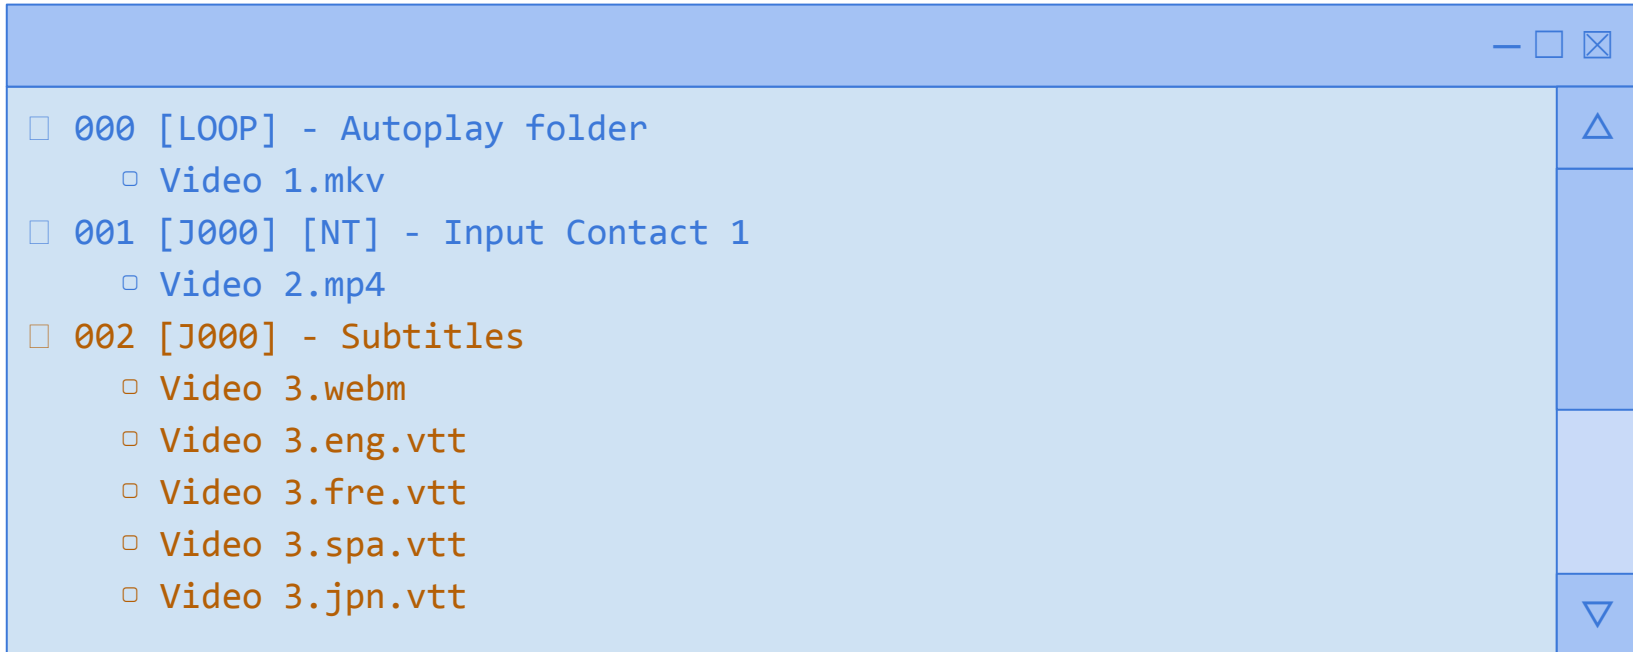 000 [LOOP] - Autoplay folder
Video 1.mkv
001 [J000] [NT] - Input Contact 1
Video 2.mp4
002 [J000] - Subtitles
Video 3.webm
Video 3.eng.vtt
Video 3.fre.vtt
Video 3.spa.vtt
Video 3.jpn.vtt